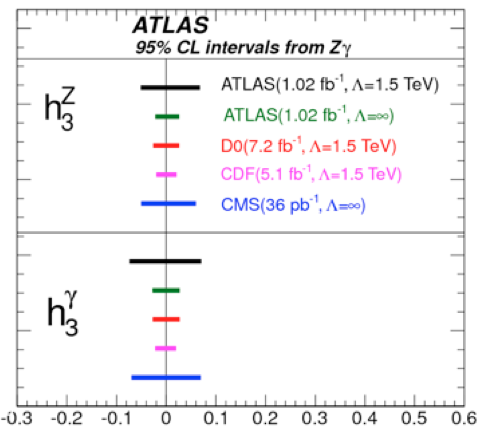 ATLAS
95% CL intervals from Zγ
h₃ᶻ
ATLAS(1.02 fb⁻¹, Λ=1.5 TeV)
ATLAS(1.02 fb⁻¹, Λ=∞)
D0(7.2 fb⁻¹, Λ=1.5 TeV)
CDF(5.1 fb⁻¹, Λ=1.5 TeV)
CMS(36 pb⁻¹, Λ=∞)
h₃ᵞ
-0.3 -0.2 -0.1 0 0.1 0.2 0.3 0.4 0.5 0.6